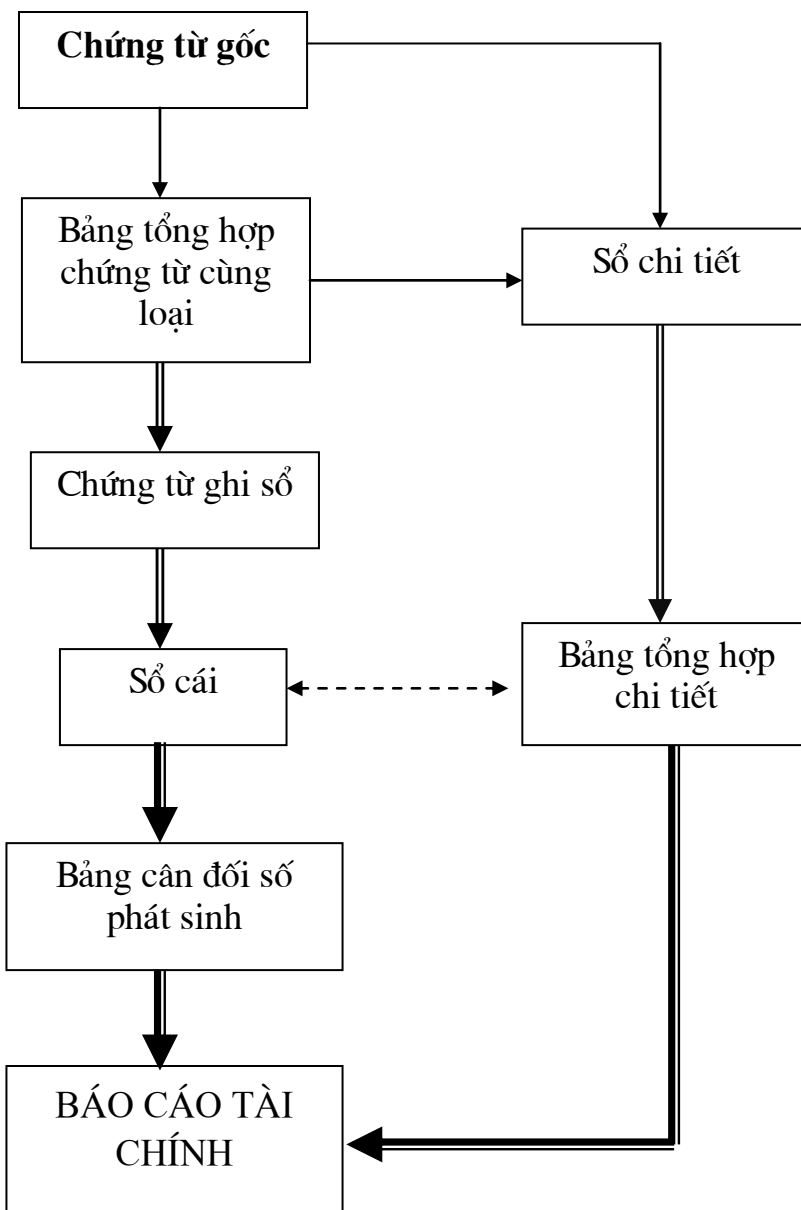 Chứng từ gốc
Bảng tổng hợp
chứng từ cùng
loại
Sổ chi tiết
Chứng từ ghi sổ
Sổ cái
Bảng tổng hợp
chi tiết
Bảng cân đối số
phát sinh
BÁO CÁO TÀI
CHÍNH